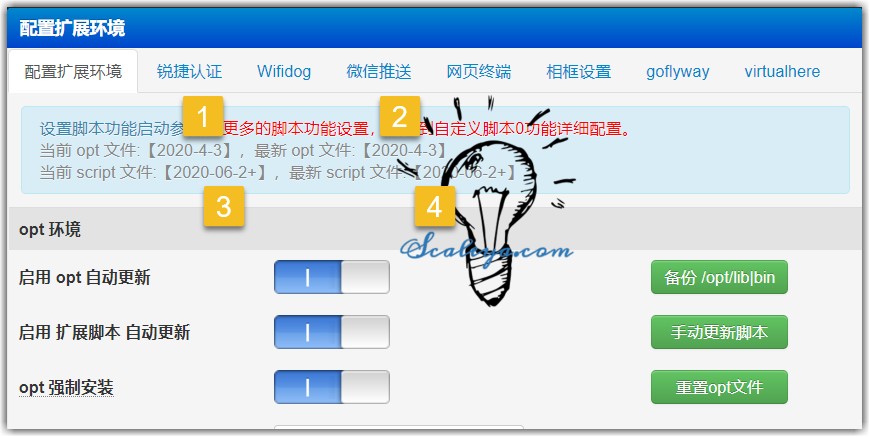 配置扩展环境
配置扩展环境 锐捷认证 Wifidog 微信推送 网页终端 相框设置 goflyway virtualhere
1 2
设置脚本功能启动参 更多的脚本功能设置, 到自定义脚本0功能详细配置。
当前 opt 文件:【2020-4-3】, 最新 opt 文件:【2020-4-3】
当前 script 文件:【2020-06-2+】, 最新 script 文件:【2020-06-2+】
3 4
opt 环境
Scaloya.com
启用 opt 自动更新 备份 /opt/lib|bin
启用 扩展脚本 自动更新 手动更新脚本
opt 强制安装 重置opt文件